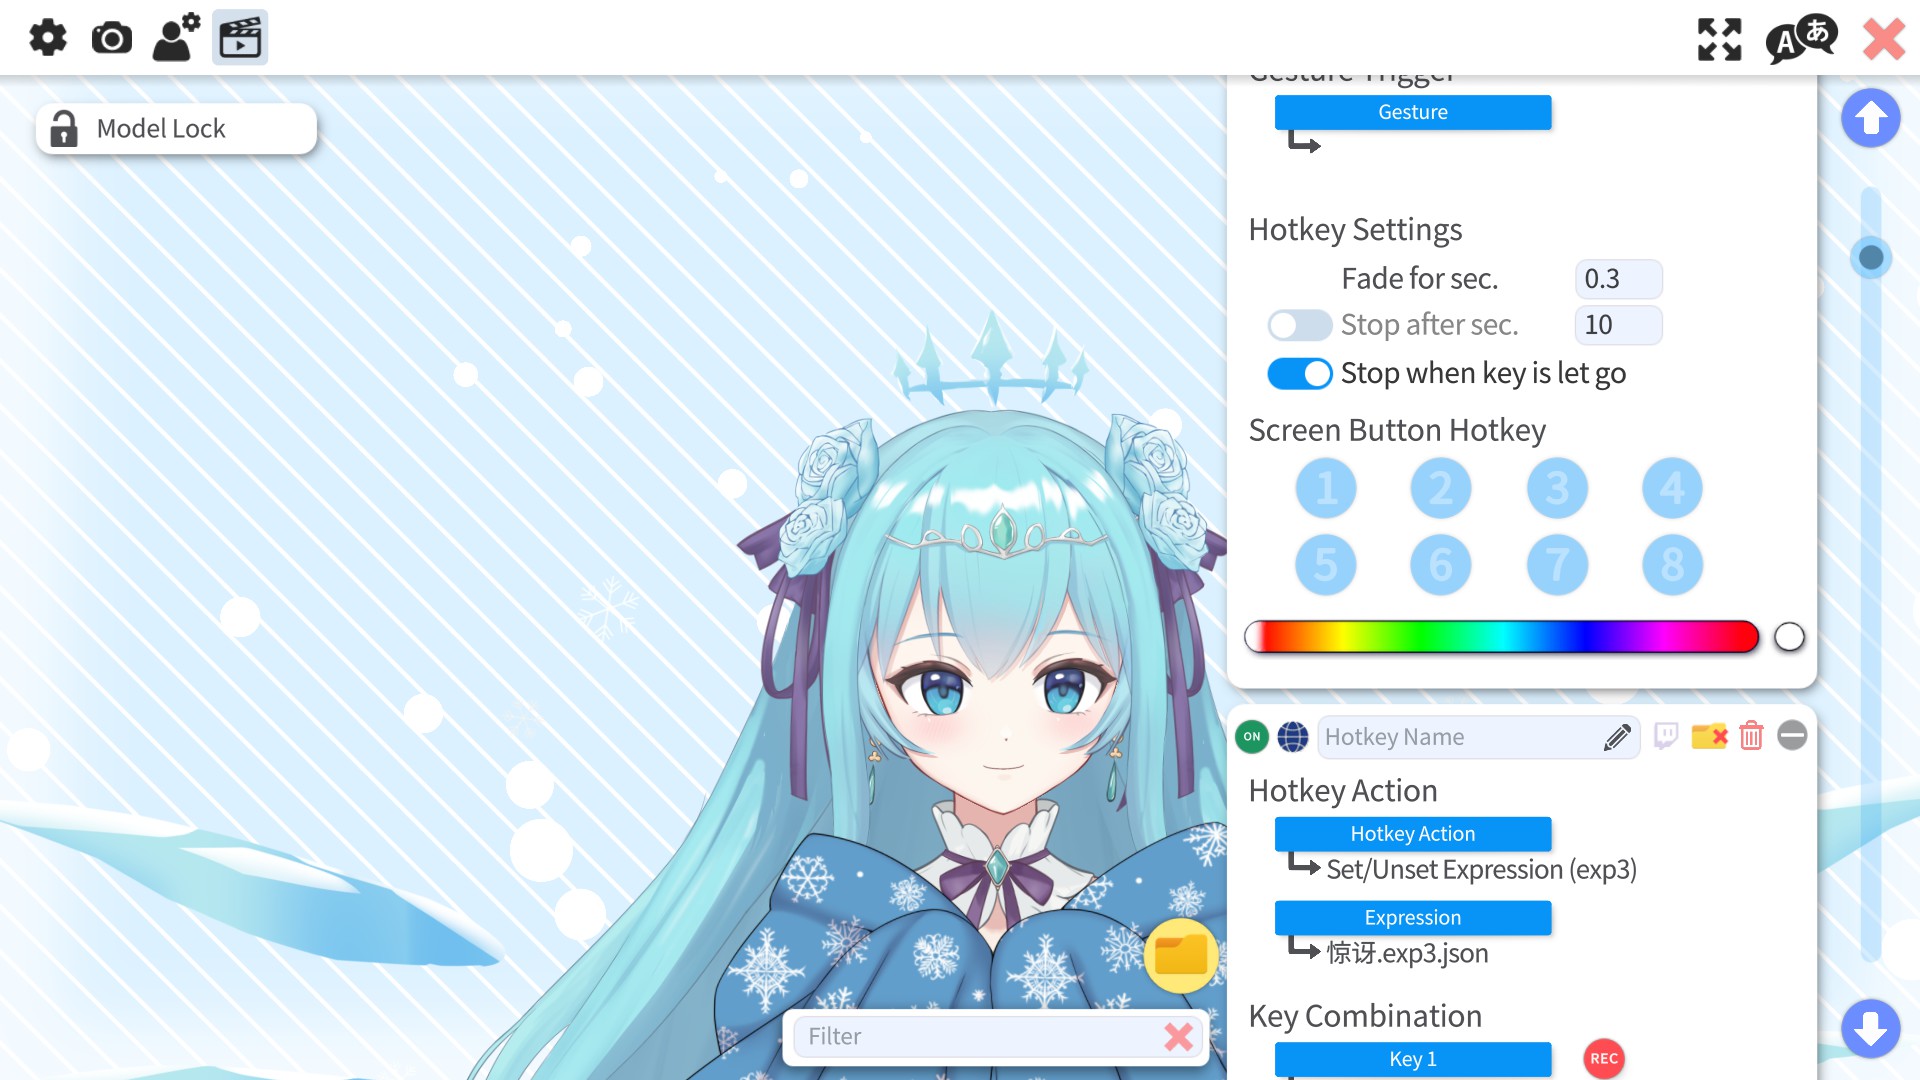 A あ
Model Lock
Gesture Trigger
Gesture
Hotkey Settings
Fade for sec. 0.3
Stop after sec. 10
Stop when key is let go
Screen Button Hotkey
1 2 3 4
5 6 7 8
ON Hotkey Name
Hotkey Action
Hotkey Action
Set/Unset Expression (exp3)
Expression
惊讶.exp3.json
Key Combination
Key 1 REC
Filter